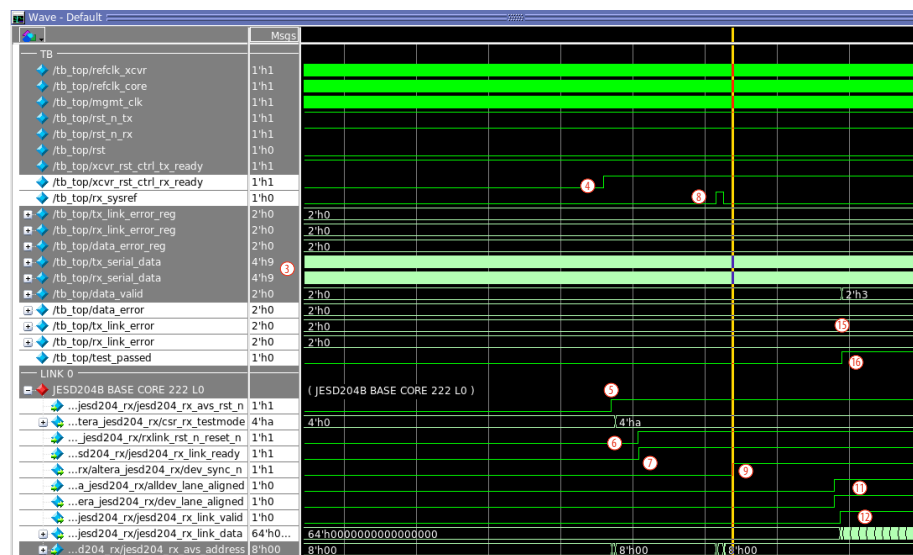 Wave - Default
Msgs
TB
/tb_top/refclk_xcvr 1'h1
/tb_top/refclk_core 1'h1
/tb_top/mgmt_clk 1'h1
/tb_top/rst_n_tx 1'h1
/tb_top/rst_n_rx 1'h1
/tb_top/rst 1'h0
/tb_top/xcvr_rst_ctrl_tx_ready 1'h1
/tb_top/xcvr_rst_ctrl_rx_ready 1'h1 4
/tb_top/rx_sysref 1'h0 8
/tb_top/tx_link_error_reg 2'h0 2'h0
/tb_top/rx_link_error_reg 2'h0 2'h0
/tb_top/data_error_reg 2'h0 2'h0
/tb_top/tx_serial_data 4'h9
3
/tb_top/rx_serial_data 4'h9
/tb_top/data_valid 2'h0 2'h0 2'h3
/tb_top/data_error 2'h0 2'h0
/tb_top/tx_link_error 2'h0 2'h0 15
/tb_top/rx_link_error 2'h0 2'h0
/tb_top/test_passed 1'h0 16
LINK 0
JESD204B BASE CORE 222 L0 ( JESD204B BASE CORE 222 L0 ) 5
...jesd204_rx/jesd204_rx_avs_rst_n 1'h1
...tera_jesd204_rx/csr_rx_testmode 4'ha 4'h0 4'ha
..._jesd204_rx/rxlink_rst_n_reset_n 1'h1 6
...sd204_rx/jesd204_rx_link_ready 1'h1 7
...rx/altera_jesd204_rx/dev_sync_n 1'h1 9
...a_jesd204_rx/alldev_lane_aligned 1'h0 11
...era_jesd204_rx/dev_lane_aligned 1'h0
...jesd204_rx/jesd204_rx_link_valid 1'h0 12
...jesd204_rx/jesd204_rx_link_data 64'h0... 64'h0000000000000000
...d204_rx/jesd204_rx_avs_address 8'h00 8'h00 8'h00 8'h00